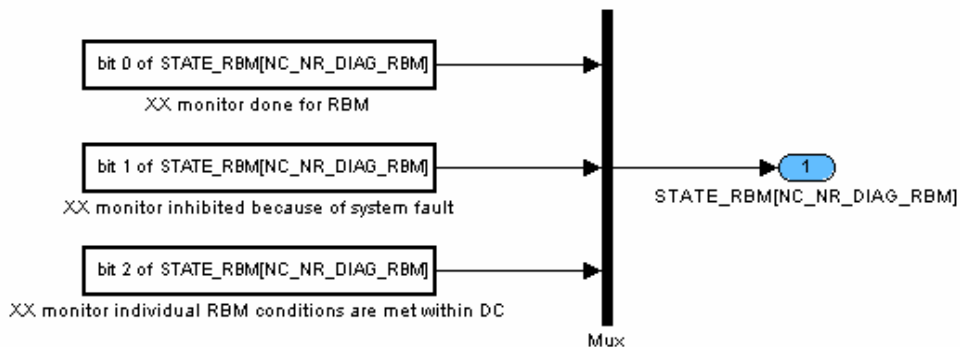 bit 0 of STATE_RBM[NC_NR_DIAG_RBM]
XX monitor done for RBM
bit 1 of STATE_RBM[NC_NR_DIAG_RBM]
XX monitor inhibited because of system fault
1
STATE_RBM[NC_NR_DIAG_RBM]
bit 2 of STATE_RBM[NC_NR_DIAG_RBM]
XX monitor individual RBM conditions are met within DC
Mux